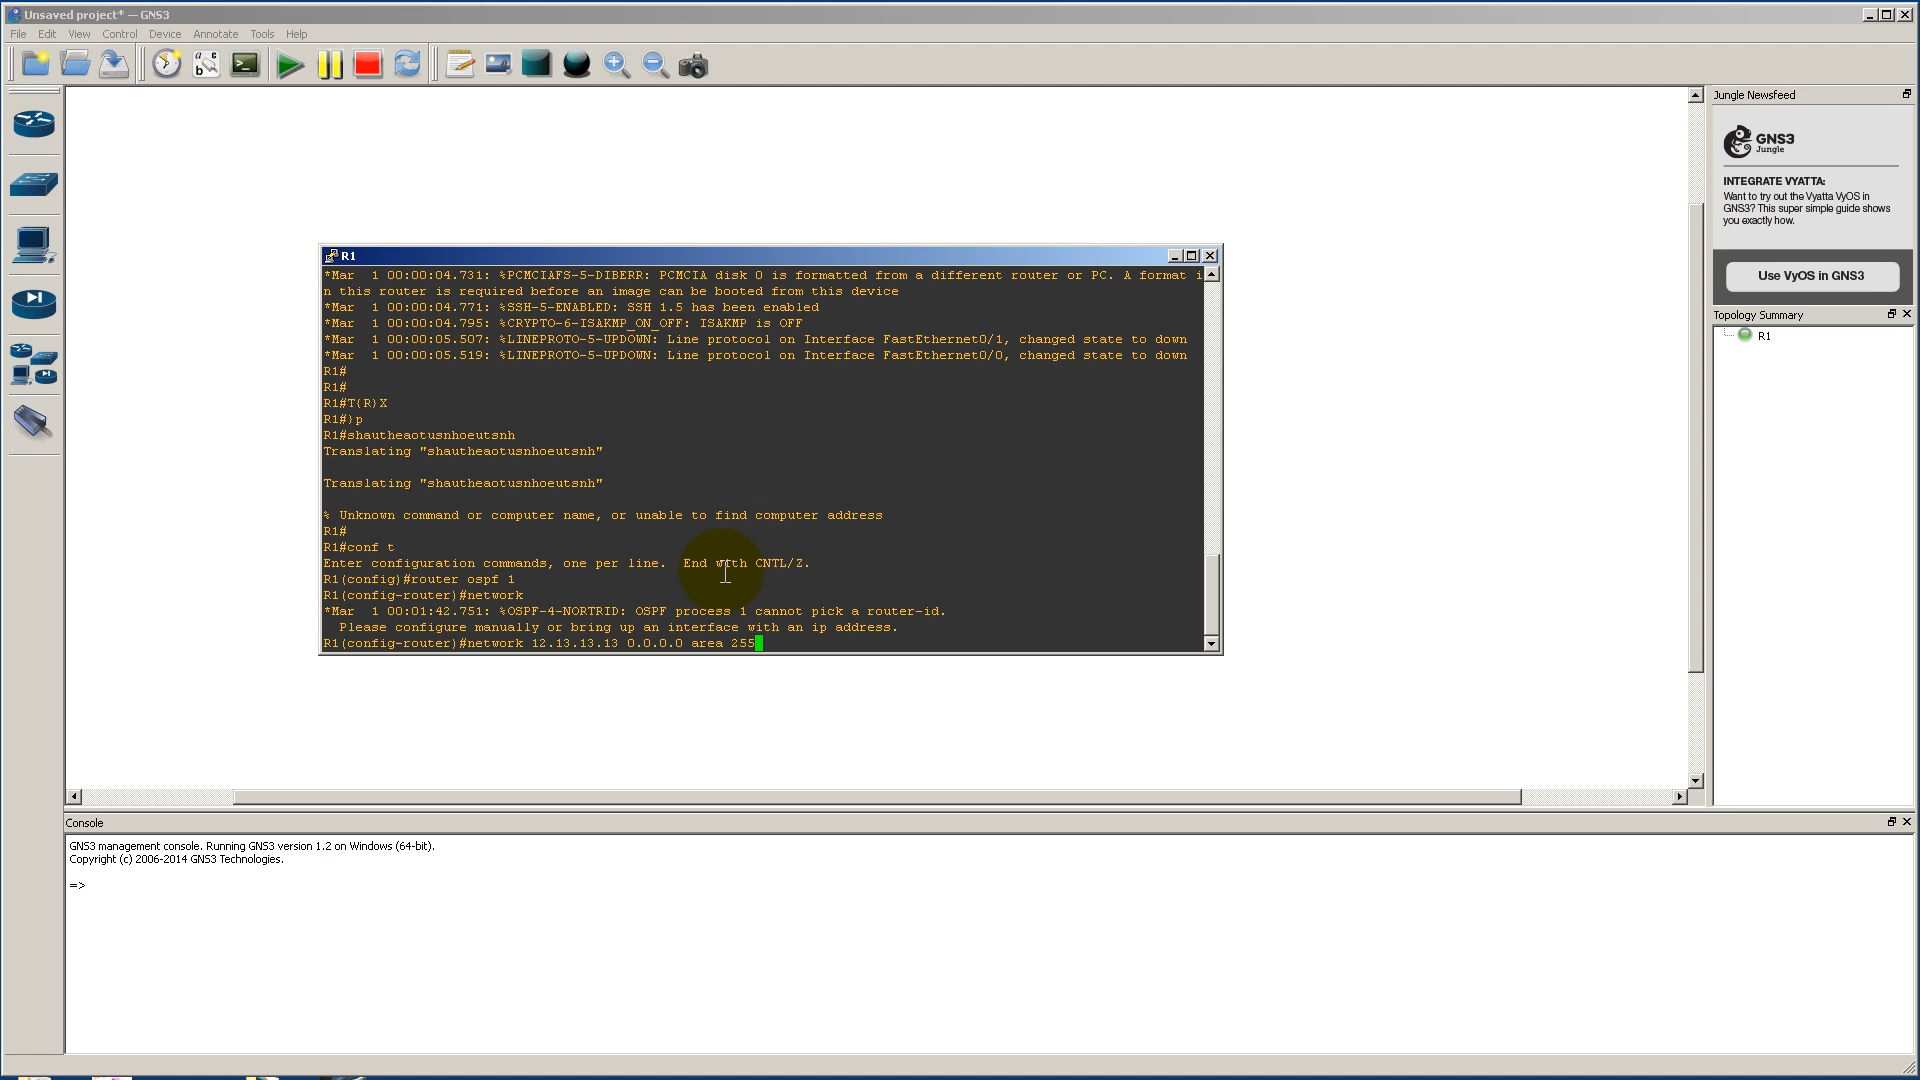 Unsaved project* — GNS3
File Edit View Control Device Annotate Tools Help
Jungle Newsfeed
GNS3
Jungle
INTEGRATE VYATTA:
Want to try out the Vyatta VyOS in
GNS3? This super simple guide shows
you exactly how.
Use VyOS in GNS3
Topology Summary
R1
R1
*Mar  1 00:00:04.731: %PCMCIAFS-5-DIBERR: PCMCIA disk 0 is formatted from a different router or PC. A format i
n this router is required before an image can be booted from this device
*Mar  1 00:00:04.771: %SSH-5-ENABLED: SSH 1.5 has been enabled
*Mar  1 00:00:04.795: %CRYPTO-6-ISAKMP_ON_OFF: ISAKMP is OFF
*Mar  1 00:00:05.507: %LINEPROTO-5-UPDOWN: Line protocol on Interface FastEthernet0/1, changed state to down
*Mar  1 00:00:05.519: %LINEPROTO-5-UPDOWN: Line protocol on Interface FastEthernet0/0, changed state to down
R1#
R1#
R1#T{R}X
R1#}p
R1#shautheaotusnhoeutsnh
Translating "shautheaotusnhoeutsnh"
Translating "shautheaotusnhoeutsnh"
% Unknown command or computer name, or unable to find computer address
R1#
R1#conf t
Enter configuration commands, one per line.  End with CNTL/Z.
R1(config)#router ospf 1
R1(config-router)#network
*Mar  1 00:01:42.751: %OSPF-4-NORTRID: OSPF process 1 cannot pick a router-id.
Please configure manually or bring up an interface with an ip address.
R1(config-router)#network 12.13.13.13 0.0.0.0 area 255
Console
GNS3 management console. Running GNS3 version 1.2 on Windows (64-bit).
Copyright (c) 2006-2014 GNS3 Technologies.
=>